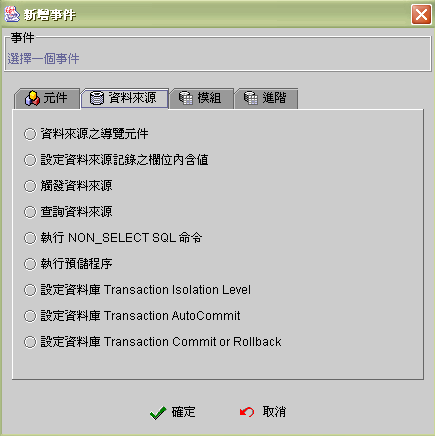 新增事件
事件
選擇一個事件
元件 資料來源 模組 進階
資料來源之導覽元件
設定資料來源記錄之欄位內含值
觸發資料來源
查詢資料來源
執行 NON_SELECT SQL 命令
執行預儲程序
設定資料庫 Transaction Isolation Level
設定資料庫 Transaction AutoCommit
設定資料庫 Transaction Commit or Rollback
確定 取消